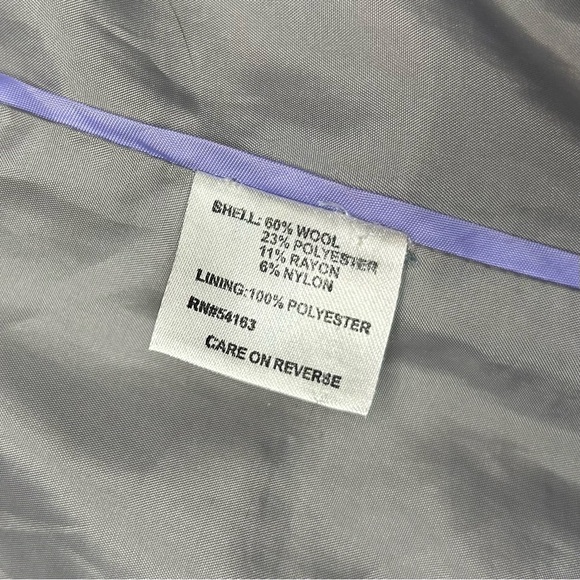 SHELL: 60% WOOL
23% POLYESTER
11% RAYON
6% NYLON
LINING:100% POLYESTER
RN#54163
CARE ON REVERSE